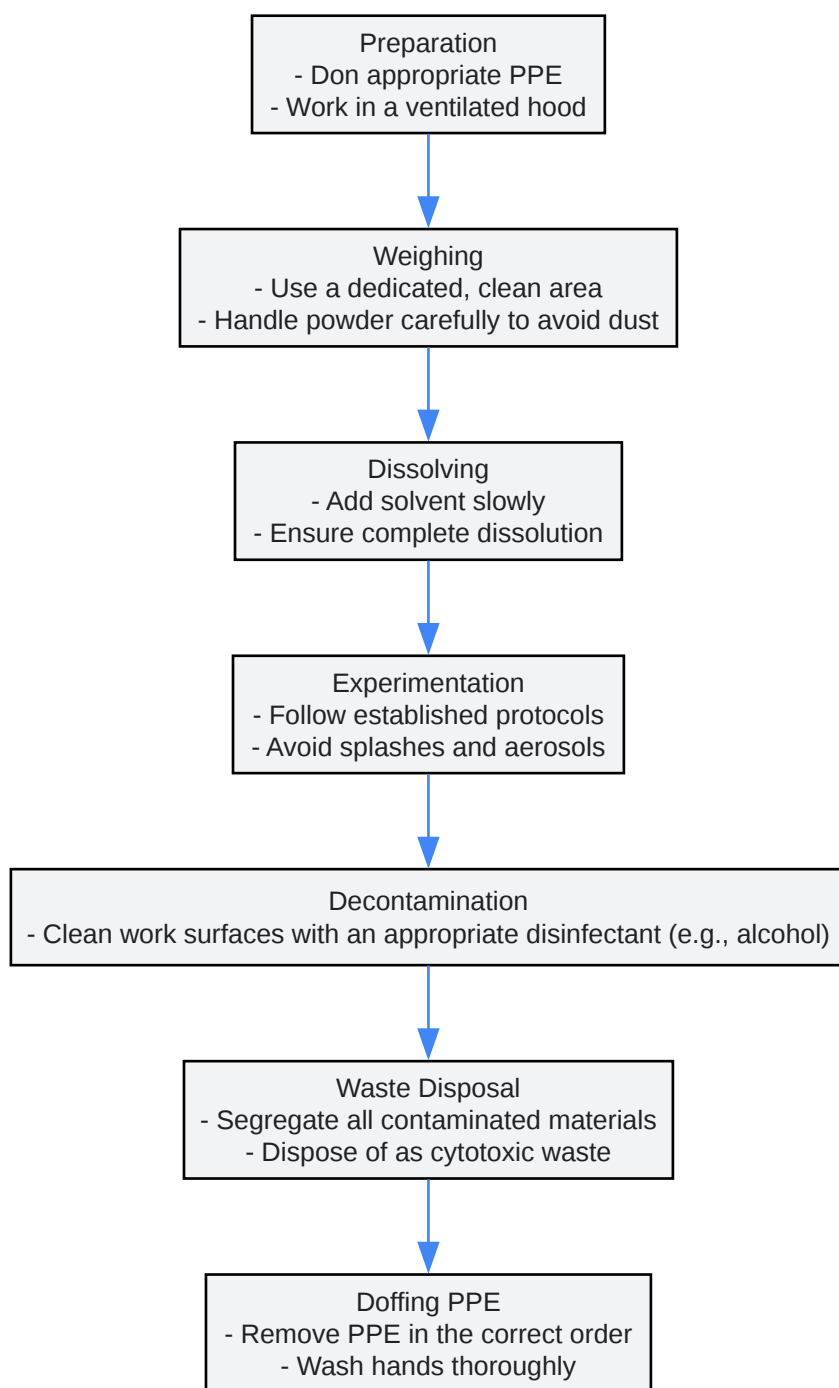 Preparation
- Don appropriate PPE
- Work in a ventilated hood
Weighing
- Use a dedicated, clean area
- Handle powder carefully to avoid dust
Dissolving
- Add solvent slowly
- Ensure complete dissolution
Experimentation
- Follow established protocols
- Avoid splashes and aerosols
Decontamination
- Clean work surfaces with an appropriate disinfectant (e.g., alcohol)
Waste Disposal
- Segregate all contaminated materials
- Dispose of as cytotoxic waste
Doffing PPE
- Remove PPE in the correct order
- Wash hands thoroughly